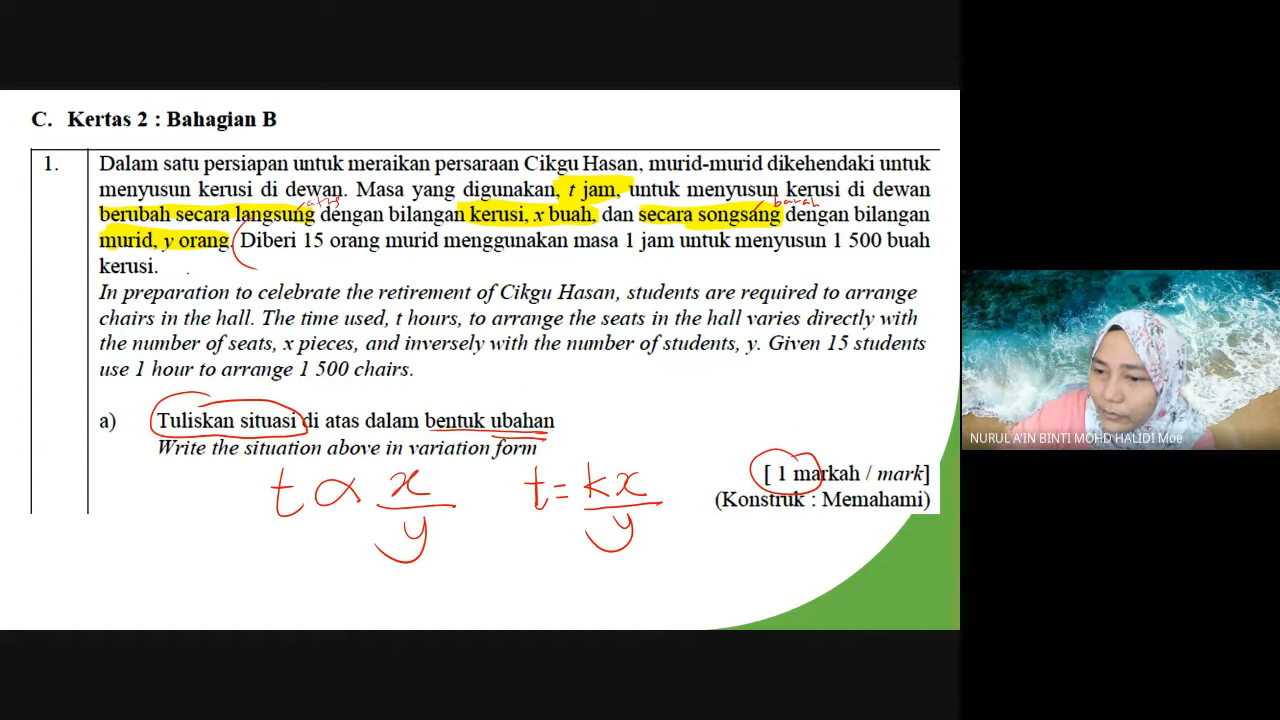 C. Kertas 2 : Bahagian B
1. Dalam satu persiapan untuk meraikan persaraan Cikgu Hasan, murid-murid dikehendaki untuk
menyusun kerusi di dewan. Masa yang digunakan, t jam, untuk menyusun kerusi di dewan
atas
barah
berubah secara langsung dengan bilangan kerusi, x buah, dan secara songsang dengan bilangan
murid, y orang. Diberi 15 orang murid menggunakan masa 1 jam untuk menyusun 1 500 buah
kerusi.
In preparation to celebrate the retirement of Cikgu Hasan, students are required to arrange
chairs in the hall. The time used, t hours, to arrange the seats in the hall varies directly with
the number of seats, x pieces, and inversely with the number of students, y. Given 15 students
use 1 hour to arrange 1 500 chairs.
a) Tuliskan situasi di atas dalam bentuk ubahan
Write the situation above in variation form
t ∝ x/y t = kx/y
[ 1 markah / mark]
(Konstruk : Memahami)
NURUL A'IN BINTI MOHD HALIDI Moe